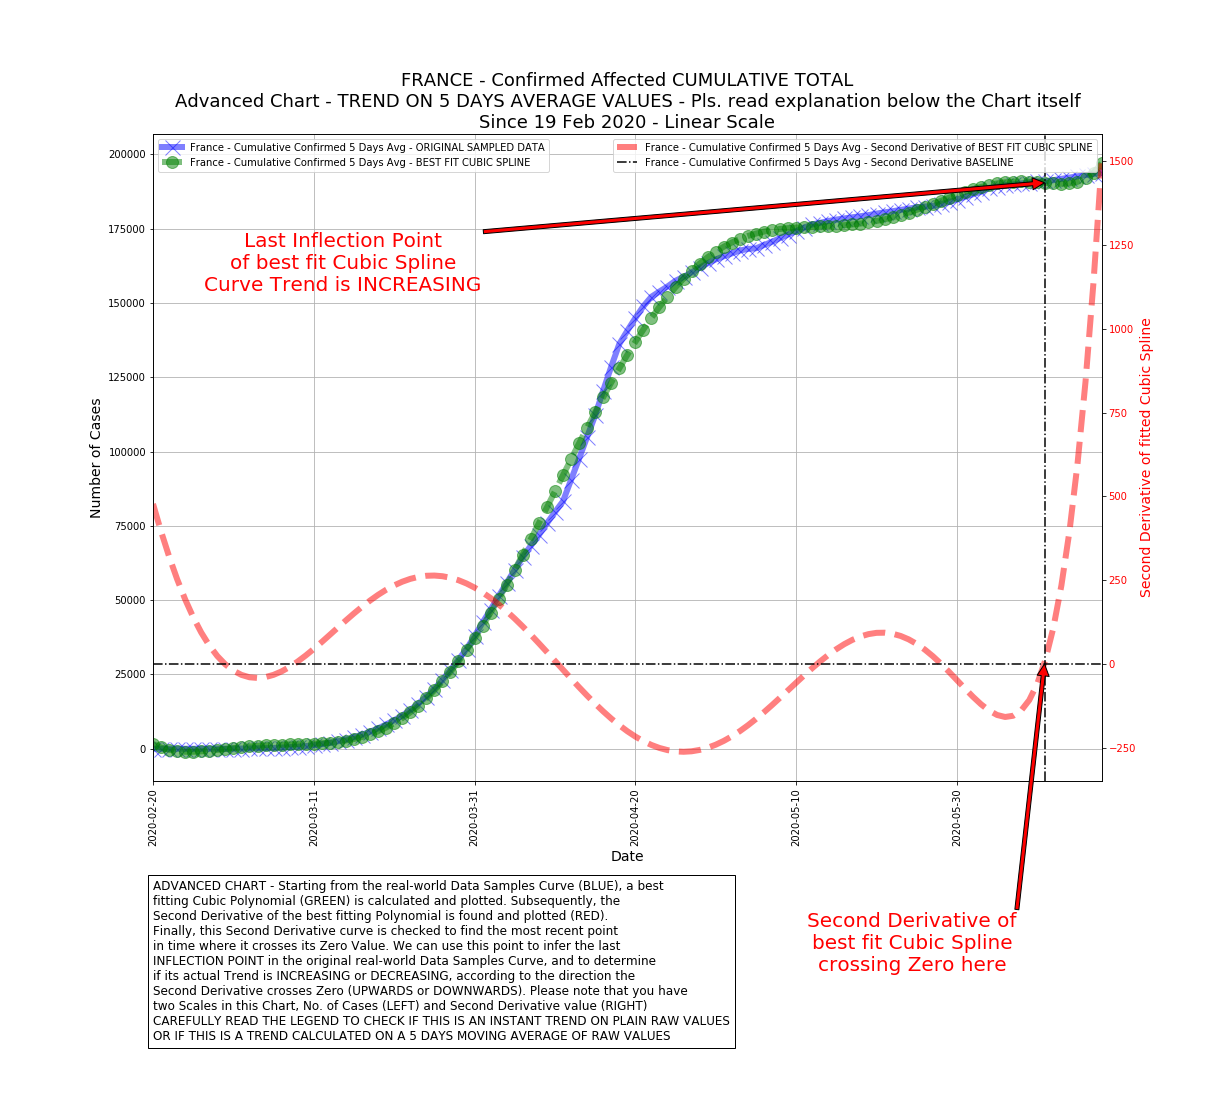 FRANCE - Confirmed Affected CUMULATIVE TOTAL
Advanced Chart - TREND ON 5 DAYS AVERAGE VALUES - Pls. read explanation below the Chart itself
Since 19 Feb 2020 - Linear Scale
France - Cumulative Confirmed 5 Days Avg - ORIGINAL SAMPLED DATA
France - Cumulative Confirmed 5 Days Avg - BEST FIT CUBIC SPLINE
France - Cumulative Confirmed 5 Days Avg - Second Derivative of BEST FIT CUBIC SPLINE
France - Cumulative Confirmed 5 Days Avg - Second Derivative BASELINE
Last Inflection Point
of best fit Cubic Spline
Curve Trend is INCREASING
Number of Cases
200000
175000
150000
125000
100000
75000
50000
25000
0
Second Derivative of fitted Cubic Spline
1500
1250
1000
750
500
250
0
−250
2020-02-20
2020-03-11
2020-03-31
2020-04-20
2020-05-10
2020-05-30
Date
ADVANCED CHART - Starting from the real-world Data Samples Curve (BLUE), a best
fitting Cubic Polynomial (GREEN) is calculated and plotted. Subsequently, the
Second Derivative of the best fitting Polynomial is found and plotted (RED).
Finally, this Second Derivative curve is checked to find the most recent point
in time where it crosses its Zero Value. We can use this point to infer the last
INFLECTION POINT in the original real-world Data Samples Curve, and to determine
if its actual Trend is INCREASING or DECREASING, according to the direction the
Second Derivative crosses Zero (UPWARDS or DOWNWARDS). Please note that you have
two Scales in this Chart, No. of Cases (LEFT) and Second Derivative value (RIGHT)
CAREFULLY READ THE LEGEND TO CHECK IF THIS IS AN INSTANT TREND ON PLAIN RAW VALUES
OR IF THIS IS A TREND CALCULATED ON A 5 DAYS MOVING AVERAGE OF RAW VALUES
Second Derivative of
best fit Cubic Spline
crossing Zero here